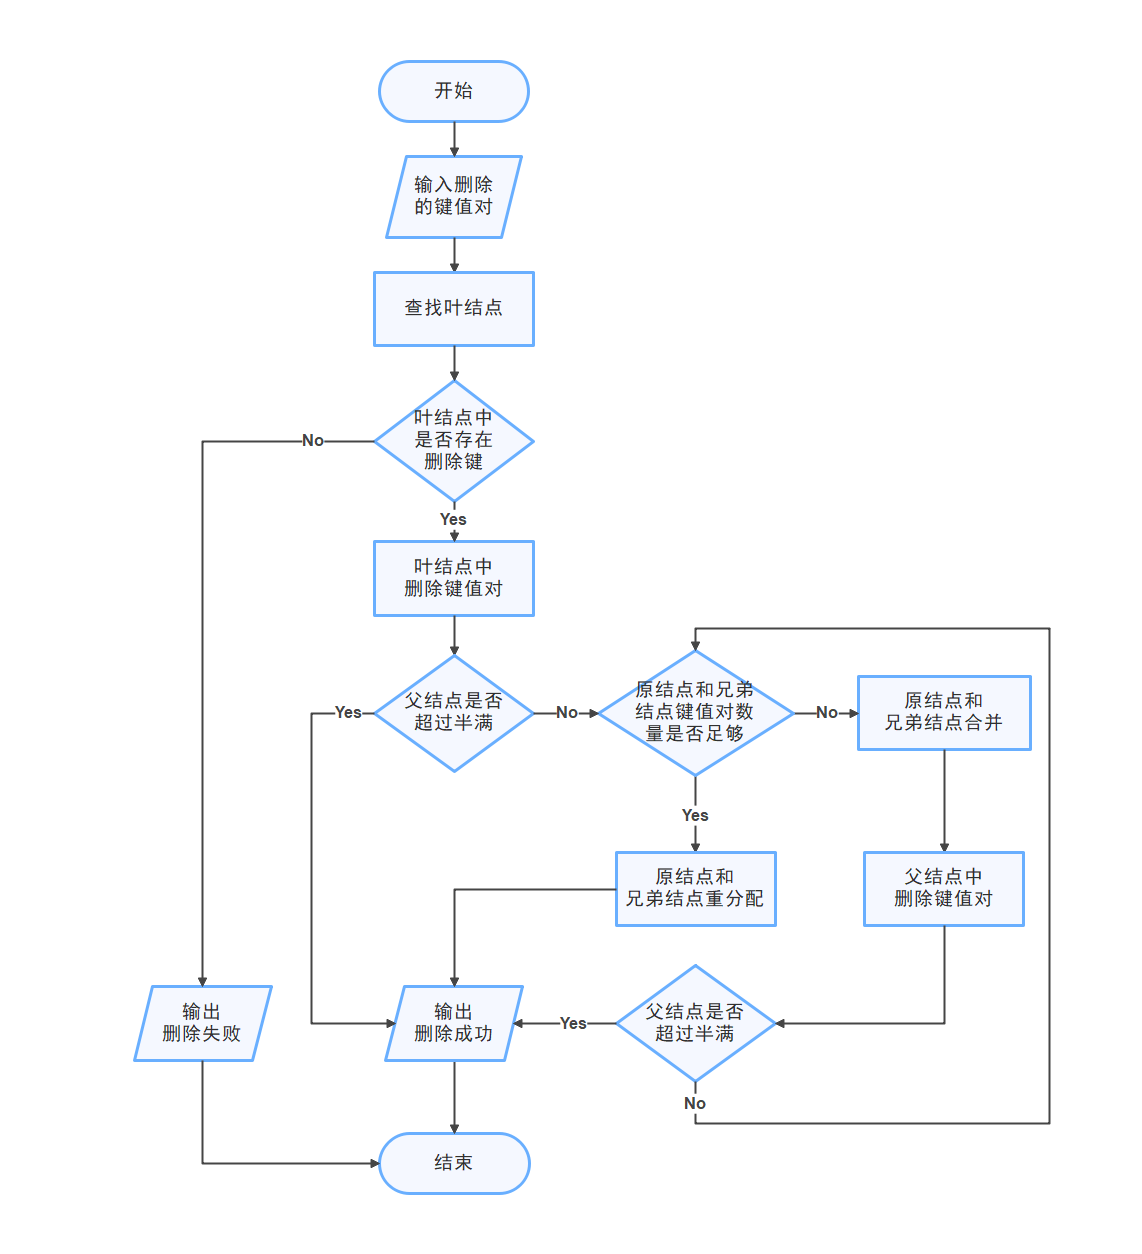 开始
输入删除
的键值对
查找叶结点
叶结点中
是否存在
删除键
No
Yes
叶结点中
删除键值对
父结点是否
超过半满
Yes
No
原结点和兄弟
结点键值对数
量是否足够
No
原结点和
兄弟结点合并
Yes
原结点和
兄弟结点重分配
父结点中
删除键值对
输出
删除失败
输出
删除成功
Yes
父结点是否
超过半满
No
结束